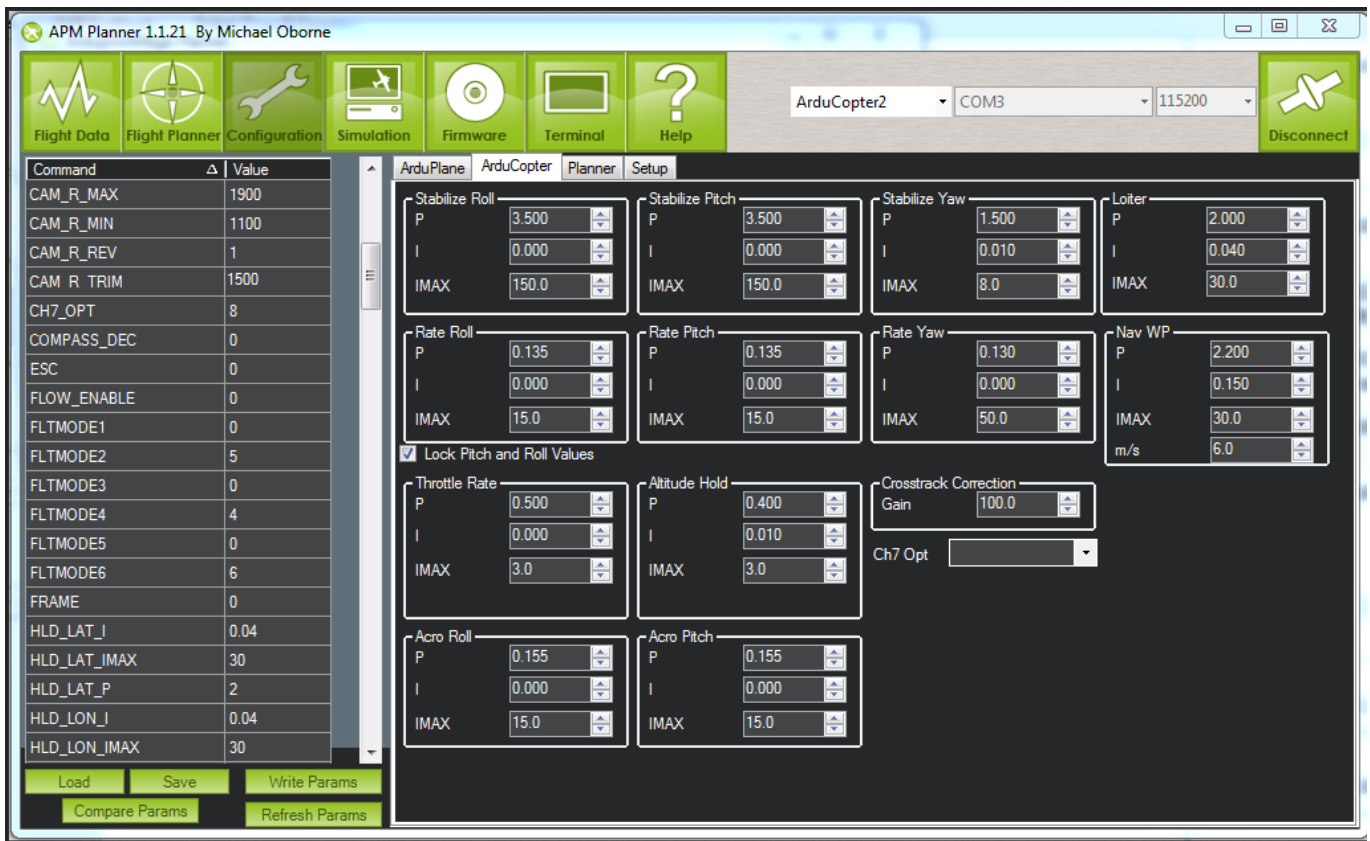 APM Planner 1.1.21 By Michael Oborne
Flight Data Flight Planner Configuration Simulation Firmware Terminal Help ArduCopter2 COM3 115200 Disconnect
Command Value
CAM_R_MAX 1900
CAM_R_MIN 1100
CAM_R_REV 1
CAM_R_TRIM 1500
CH7_OPT 8
COMPASS_DEC 0
ESC 0
FLOW_ENABLE 0
FLTMODE1 0
FLTMODE2 5
FLTMODE3 0
FLTMODE4 4
FLTMODE5 0
FLTMODE6 6
FRAME 0
HLD_LAT_I 0.04
HLD_LAT_IMAX 30
HLD_LAT_P 2
HLD_LON_I 0.04
HLD_LON_IMAX 30
Load Save Write Params
Compare Params Refresh Params
ArduPlane ArduCopter Planner Setup
Stabilize Roll
P 3.500
I 0.000
IMAX 150.0
Stabilize Pitch
P 3.500
I 0.000
IMAX 150.0
Stabilize Yaw
P 1.500
I 0.010
IMAX 8.0
Loiter
P 2.000
I 0.040
IMAX 30.0
Rate Roll
P 0.135
I 0.000
IMAX 15.0
Rate Pitch
P 0.135
I 0.000
IMAX 15.0
Rate Yaw
P 0.130
I 0.000
IMAX 50.0
Nav WP
P 2.200
I 0.150
IMAX 30.0
m/s 6.0
Lock Pitch and Roll Values
Throttle Rate
P 0.500
I 0.000
IMAX 3.0
Altitude Hold
P 0.400
I 0.010
IMAX 3.0
Crosstrack Correction
Gain 100.0
Ch7 Opt
Acro Roll
P 0.155
I 0.000
IMAX 15.0
Acro Pitch
P 0.155
I 0.000
IMAX 15.0